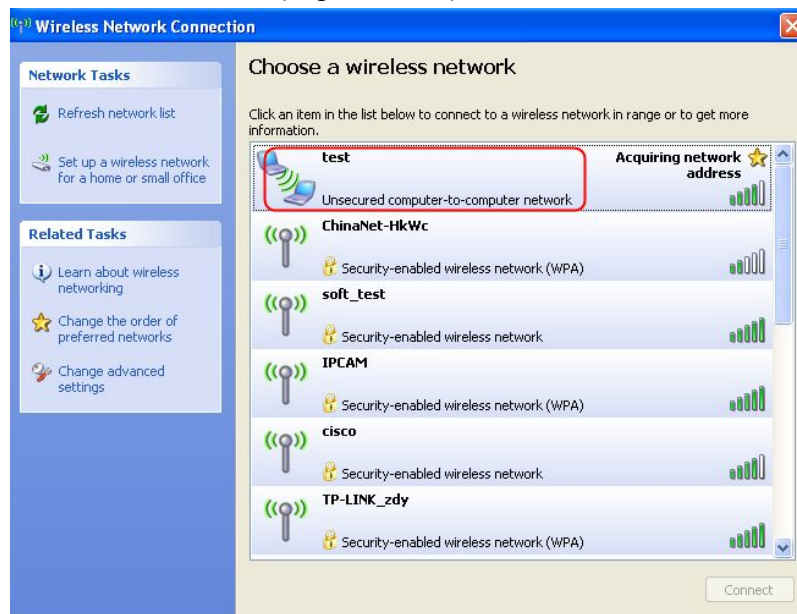 Wireless Network Connection
Network Tasks
Refresh network list
Set up a wireless network
for a home or small office
Related Tasks
Learn about wireless
networking
Change the order of
preferred networks
Change advanced
settings
Choose a wireless network
Click an item in the list below to connect to a wireless network in range or to get more
information.
test
Acquiring network
address
Unsecured computer-to-computer network
ChinaNet-HkWc
Security-enabled wireless network (WPA)
soft_test
Security-enabled wireless network
IPCAM
Security-enabled wireless network (WPA)
cisco
Security-enabled wireless network
TP-LINK_zdy
Security-enabled wireless network (WPA)
Connect